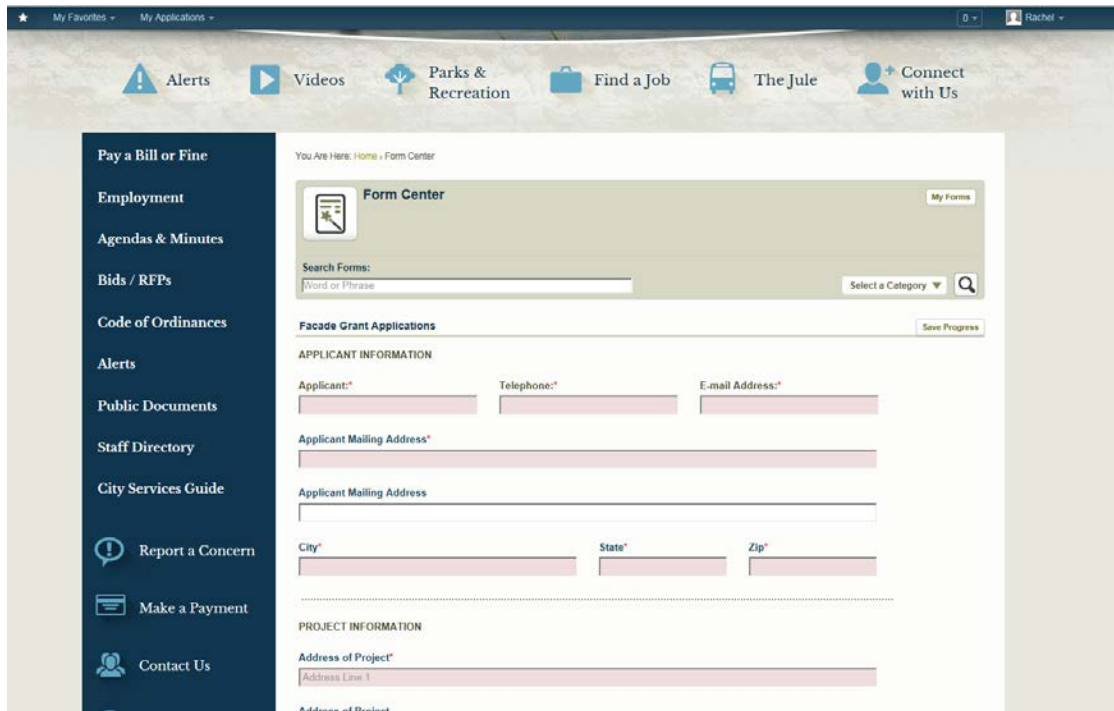 My Favorites My Applications 0 Rachel
Alerts Videos Parks & Recreation Find a Job The Jule Connect with Us
Pay a Bill or Fine
Employment
Agendas & Minutes
Bids / RFPs
Code of Ordinances
Alerts
Public Documents
Staff Directory
City Services Guide
Report a Concern
Make a Payment
Contact Us
You Are Here: Home › Form Center
Form Center My Forms
Search Forms:
Word or Phrase Select a Category
Facade Grant Applications Save Progress
APPLICANT INFORMATION
Applicant:* Telephone:* E-mail Address:*
Applicant Mailing Address*
Applicant Mailing Address
City* State* Zip*
PROJECT INFORMATION
Address of Project*
Address Line 1
Address of Project